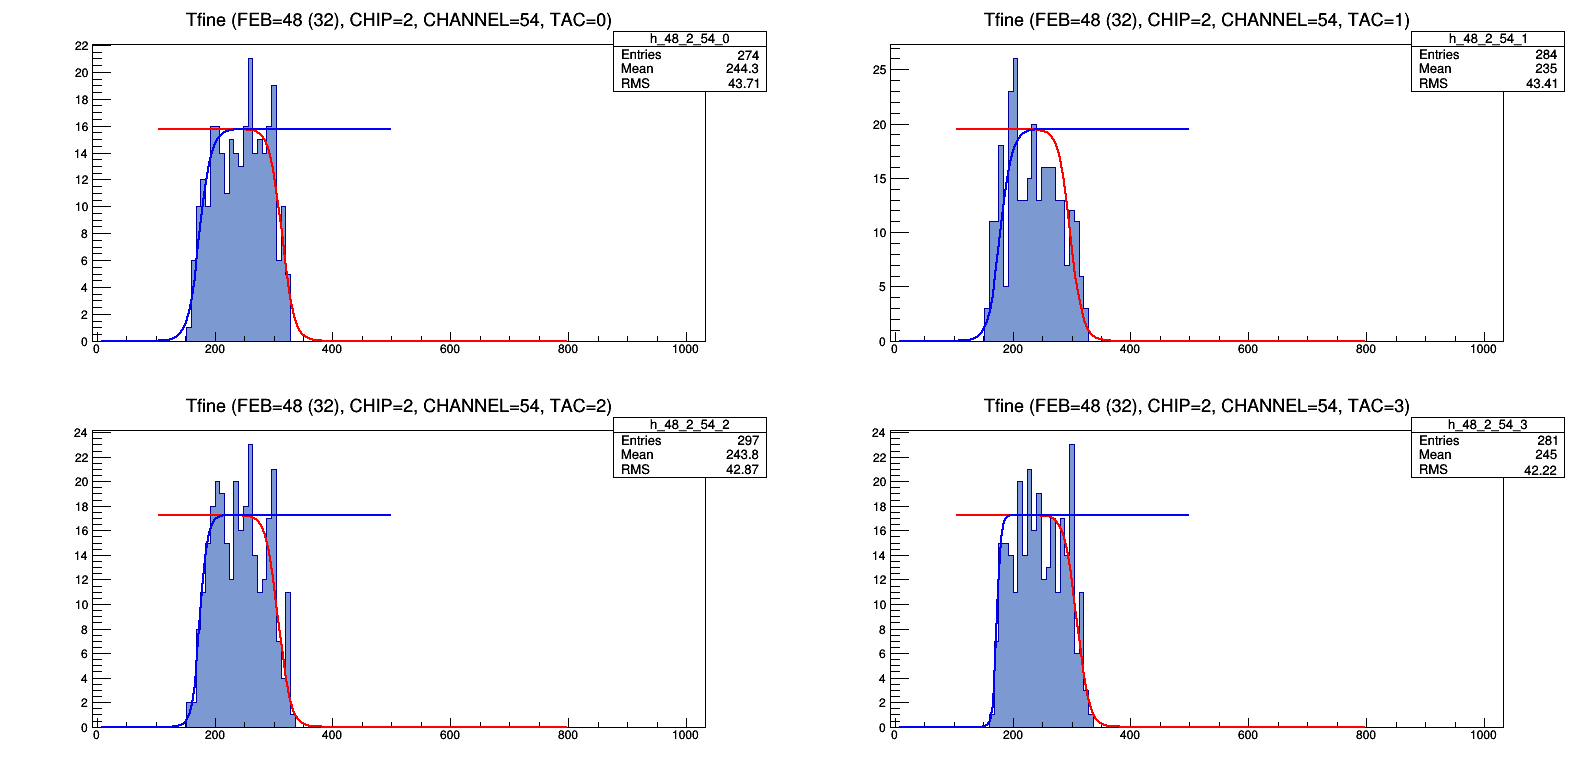 Tfine (FEB=48 (32), CHIP=2, CHANNEL=54, TAC=0)
h_48_2_54_0
Entries 274
Mean 244.3
RMS 43.71
22
20
18
16
14
12
10
8
6
4
2
0
0 200 400 600 800 1000
Tfine (FEB=48 (32), CHIP=2, CHANNEL=54, TAC=1)
h_48_2_54_1
Entries 284
Mean 235
RMS 43.41
25
20
15
10
5
0
0 200 400 600 800 1000
Tfine (FEB=48 (32), CHIP=2, CHANNEL=54, TAC=2)
h_48_2_54_2
Entries 297
Mean 243.8
RMS 42.87
24
22
20
18
16
14
12
10
8
6
4
2
0
0 200 400 600 800 1000
Tfine (FEB=48 (32), CHIP=2, CHANNEL=54, TAC=3)
h_48_2_54_3
Entries 281
Mean 245
RMS 42.22
24
22
20
18
16
14
12
10
8
6
4
2
0
0 200 400 600 800 1000